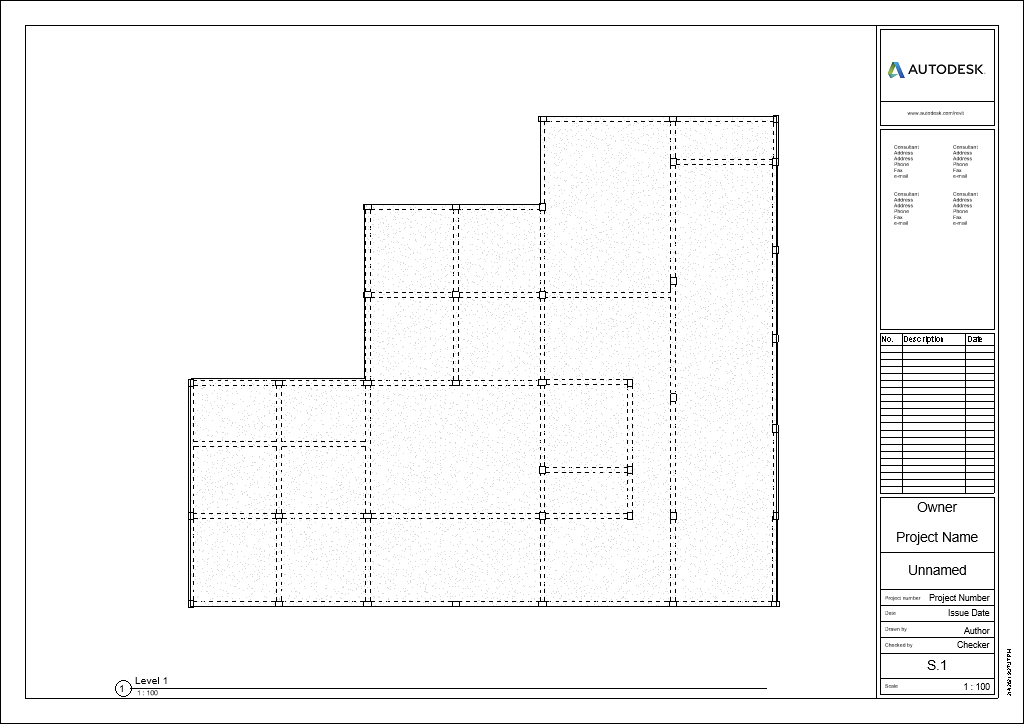 AUTODESK
www.autodesk.com/revit
Consultant
Address
Address
Phone
Fax
e-mail
Consultant
Address
Address
Phone
Fax
e-mail
Consultant
Address
Address
Phone
Fax
e-mail
Consultant
Address
Address
Phone
Fax
e-mail
No. Description Date
Owner
Project Name
Unnamed
Project number Project Number
Date Issue Date
Drawn by Author
Checked by Checker
S.1
Scale 1 : 100
1 Level 1
1 : 100